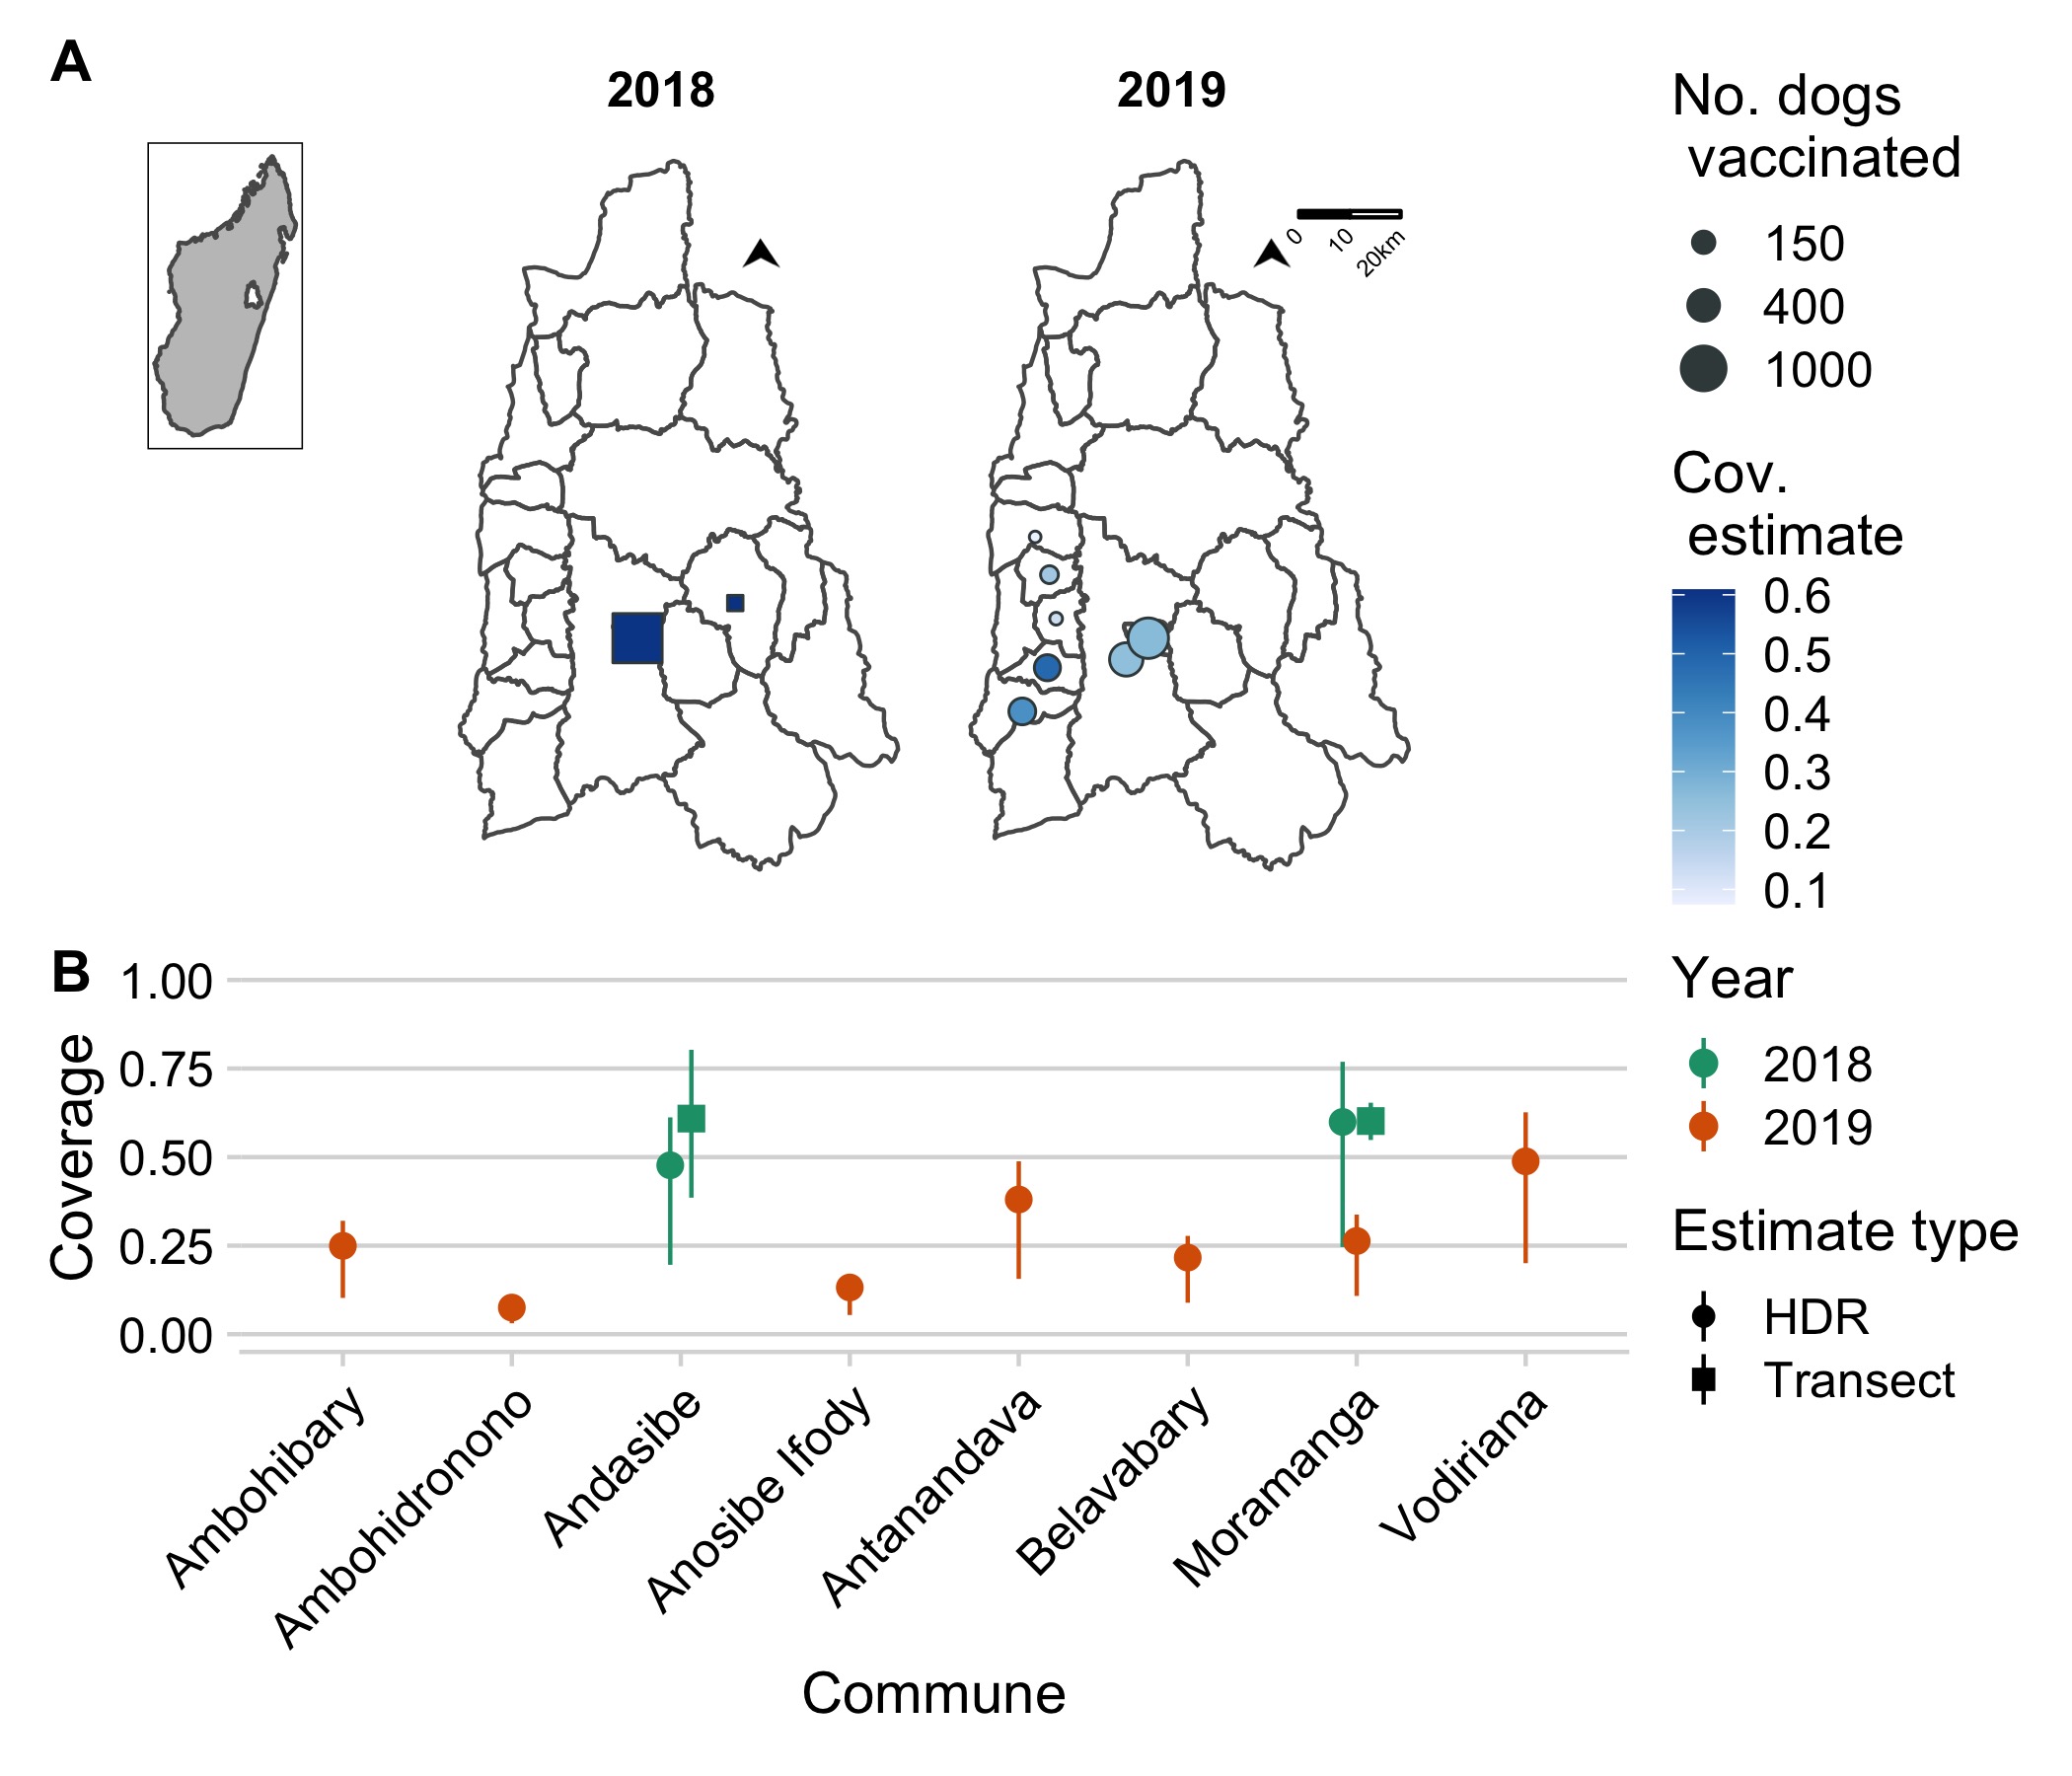 A
2018
2019
0
10
20km
No. dogs
vaccinated
150
400
1000
Cov.
estimate
0.6
0.5
0.4
0.3
0.2
0.1
B
1.00
0.75
0.50
0.25
0.00
Coverage
Ambohibary
Ambohidronono
Andasibe
Anosibe Ifody
Antanandava
Belavabary
Moramanga
Vodiriana
Commune
Year
2018
2019
Estimate type
HDR
Transect